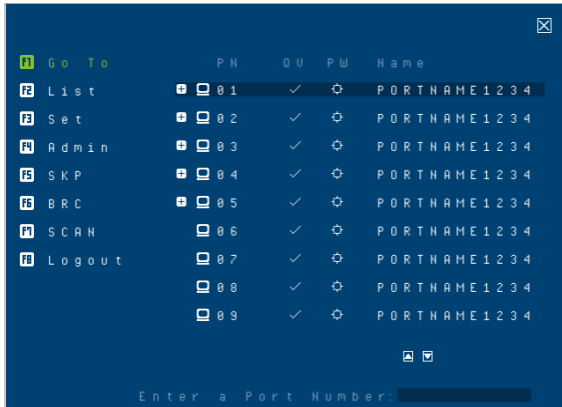 F1 Go To PN QV PW Name
F2 List 01 PORTNAME1234
F3 Set 02 PORTNAME1234
F4 Admin 03 PORTNAME1234
F5 SKP 04 PORTNAME1234
F6 BRC 05 PORTNAME1234
F7 SCAN 06 PORTNAME1234
F8 Logout 07 PORTNAME1234
08 PORTNAME1234
09 PORTNAME1234
Enter a Port Number: